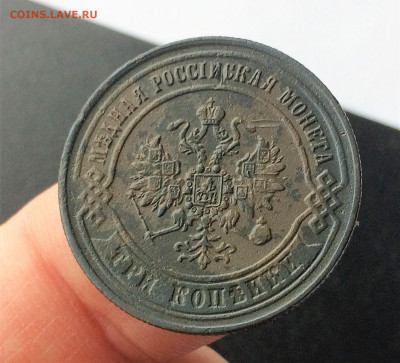 COINS.LAVE.RU
МѢДНАЯ РОССІЙСКАЯ МОНЕТА
ТРИ КОПѢЙКИ